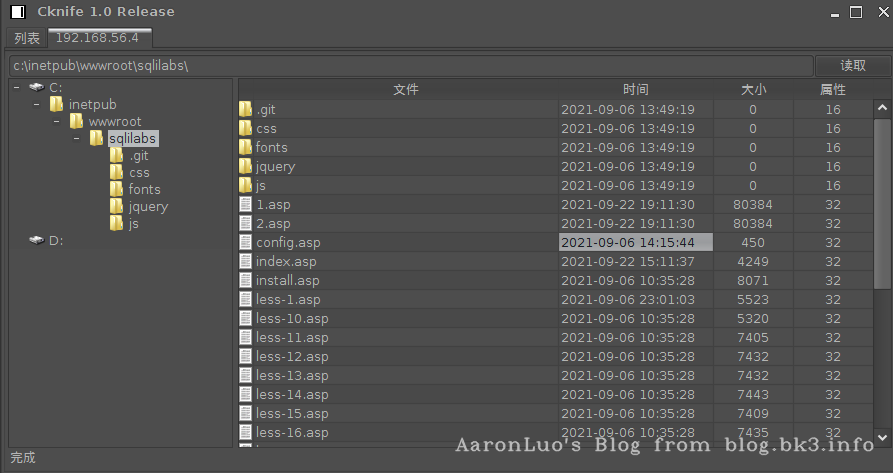 Cknife 1.0 Release
列表 192.168.56.4
c:\inetpub\wwwroot\sqlilabs\ 读取
C:
inetpub
wwwroot
sqlilabs
.git
css
fonts
jquery
js
D:
文件 时间 大小 属性
.git 2021-09-06 13:49:19 0 16
css 2021-09-06 13:49:19 0 16
fonts 2021-09-06 13:49:19 0 16
jquery 2021-09-06 13:49:19 0 16
js 2021-09-06 13:49:19 0 16
1.asp 2021-09-22 19:11:30 80384 32
2.asp 2021-09-22 19:11:30 80384 32
config.asp 2021-09-06 14:15:44 450 32
index.asp 2021-09-22 15:11:37 4249 32
install.asp 2021-09-06 10:35:28 8071 32
less-1.asp 2021-09-06 23:01:03 5523 32
less-10.asp 2021-09-06 10:35:28 5320 32
less-11.asp 2021-09-06 10:35:28 7405 32
less-12.asp 2021-09-06 10:35:28 7432 32
less-13.asp 2021-09-06 10:35:28 7432 32
less-14.asp 2021-09-06 10:35:28 7443 32
less-15.asp 2021-09-06 10:35:28 7409 32
less-16.asp 2021-09-06 10:35:28 7435 32
AaronLuo's Blog from blog.bk3.info
完成